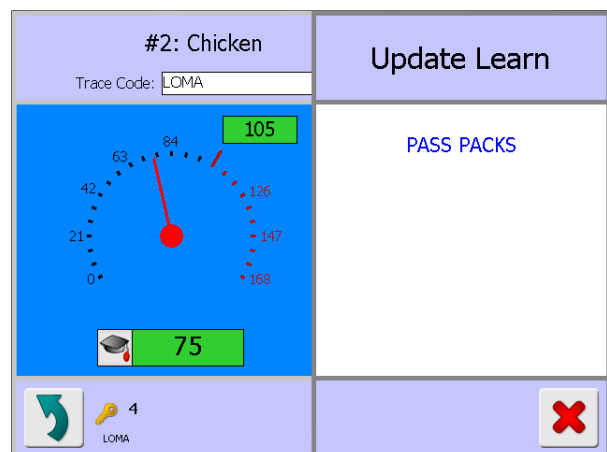 #2: Chicken
Trace Code: LOMA
Update Learn
105
84
63
42
21
0
126
147
168
75
PASS PACKS
4
LOMA